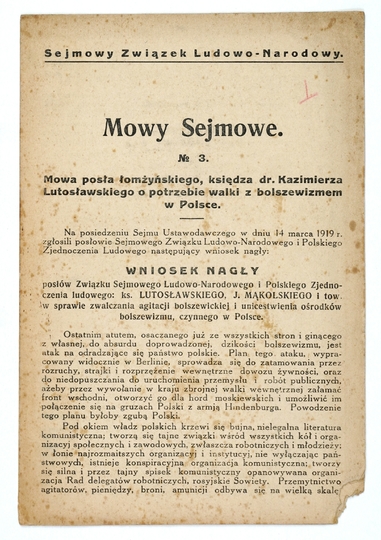 Sejmowy Związek Ludowo-Narodowy.
Mowy Sejmowe.
№ 3.
Mowa posła łomżyńskiego, księdza dr. Kazimierza
Lutosławskiego o potrzebie walki z bolszewizmem
w Polsce.
Na posiedzeniu Sejmu Ustawodawczego w dniu 14 marca 1919 r.
zgłosili posłowie Sejmowego Związku Ludowo-Narodowego i Polskiego
Zjednoczenia Ludowego następujący wniosek nagły:
WNIOSEK NAGŁY
posłów Związku Sejmowego Ludowo-Narodowego i Polskiego Zjedno-
czenia ludowego: ks. LUTOSŁAWSKIEGO, J. MĄKOLSKIEGO i tow.
w sprawie zwalczania agitacji bolszewickiej i unicestwienia ośrodków
bolszewizmu, czynnego w Polsce.
Ostatnim atutem, osaczonego już ze wszystkich stron i ginącego
z własnej, do absurdu doprowadzonej, dzikości bolszewizmu, jest
atak na odradzające się państwo polskie. Plan tego ataku, wypra-
cowany widocznie w Berlinie, sprowadza się do zatamowania przez
rozruchy, strajki i rozprzężenie wewnętrzne dowozu żywności, oraz
do niedopuszczania do uruchomienia przemysłu i robót publicznych,
ażeby przez wywołanie w kraju zbrojnej walki wewnętrznej załamać
front wschodni, otworzyć go dla hord moskiewskich i umożliwić im
połączenie się na gruzach Polski z armją Hindenburga. Powodzenie
tego planu byłoby zgubą Polski.
Pod okiem władz polskich krzewi się bujna, nielegalna literatura
komunistyczna; tworzą się tajne związki wśród wszystkich kół i orga-
nizacyj społecznych i zawodowych, zwłaszcza robotniczych i młodzieży;
w łonie najrozmaitszych organizacji i instytucyj, nie wyłączając pań-
stwowych, istnieje konspiracyjna organizacja komunistyczna; tworzy
się silna i przez tajny spisek komunistyczny opanowywana organi-
zacja Rad delegatów robotniczych, rosyjskie Sowiety. Przemytnictwo
agitatorów, pieniędzy, broni, amunicji odbywa się na wielką skalę